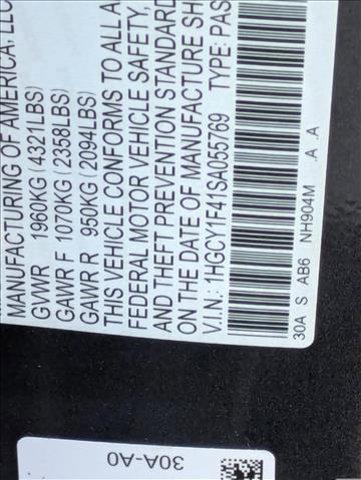 MANUFACTURING OF AMERICA, LLC
GVWR 1960KG (4321LBS)
GAWR F 1070KG (2358LBS)
GAWR R 950KG (2094LBS)
THIS VEHICLE CONFORMS TO ALL A
FEDERAL MOTOR VEHICLE SAFETY,
AND THEFT PREVENTION STANDARD
ON THE DATE OF MANUFACTURE SH
V.I.N.: 1HGCY1F41SA055769 TYPE: PAS
30A S AB6 NH904M .A .A
30A-A0